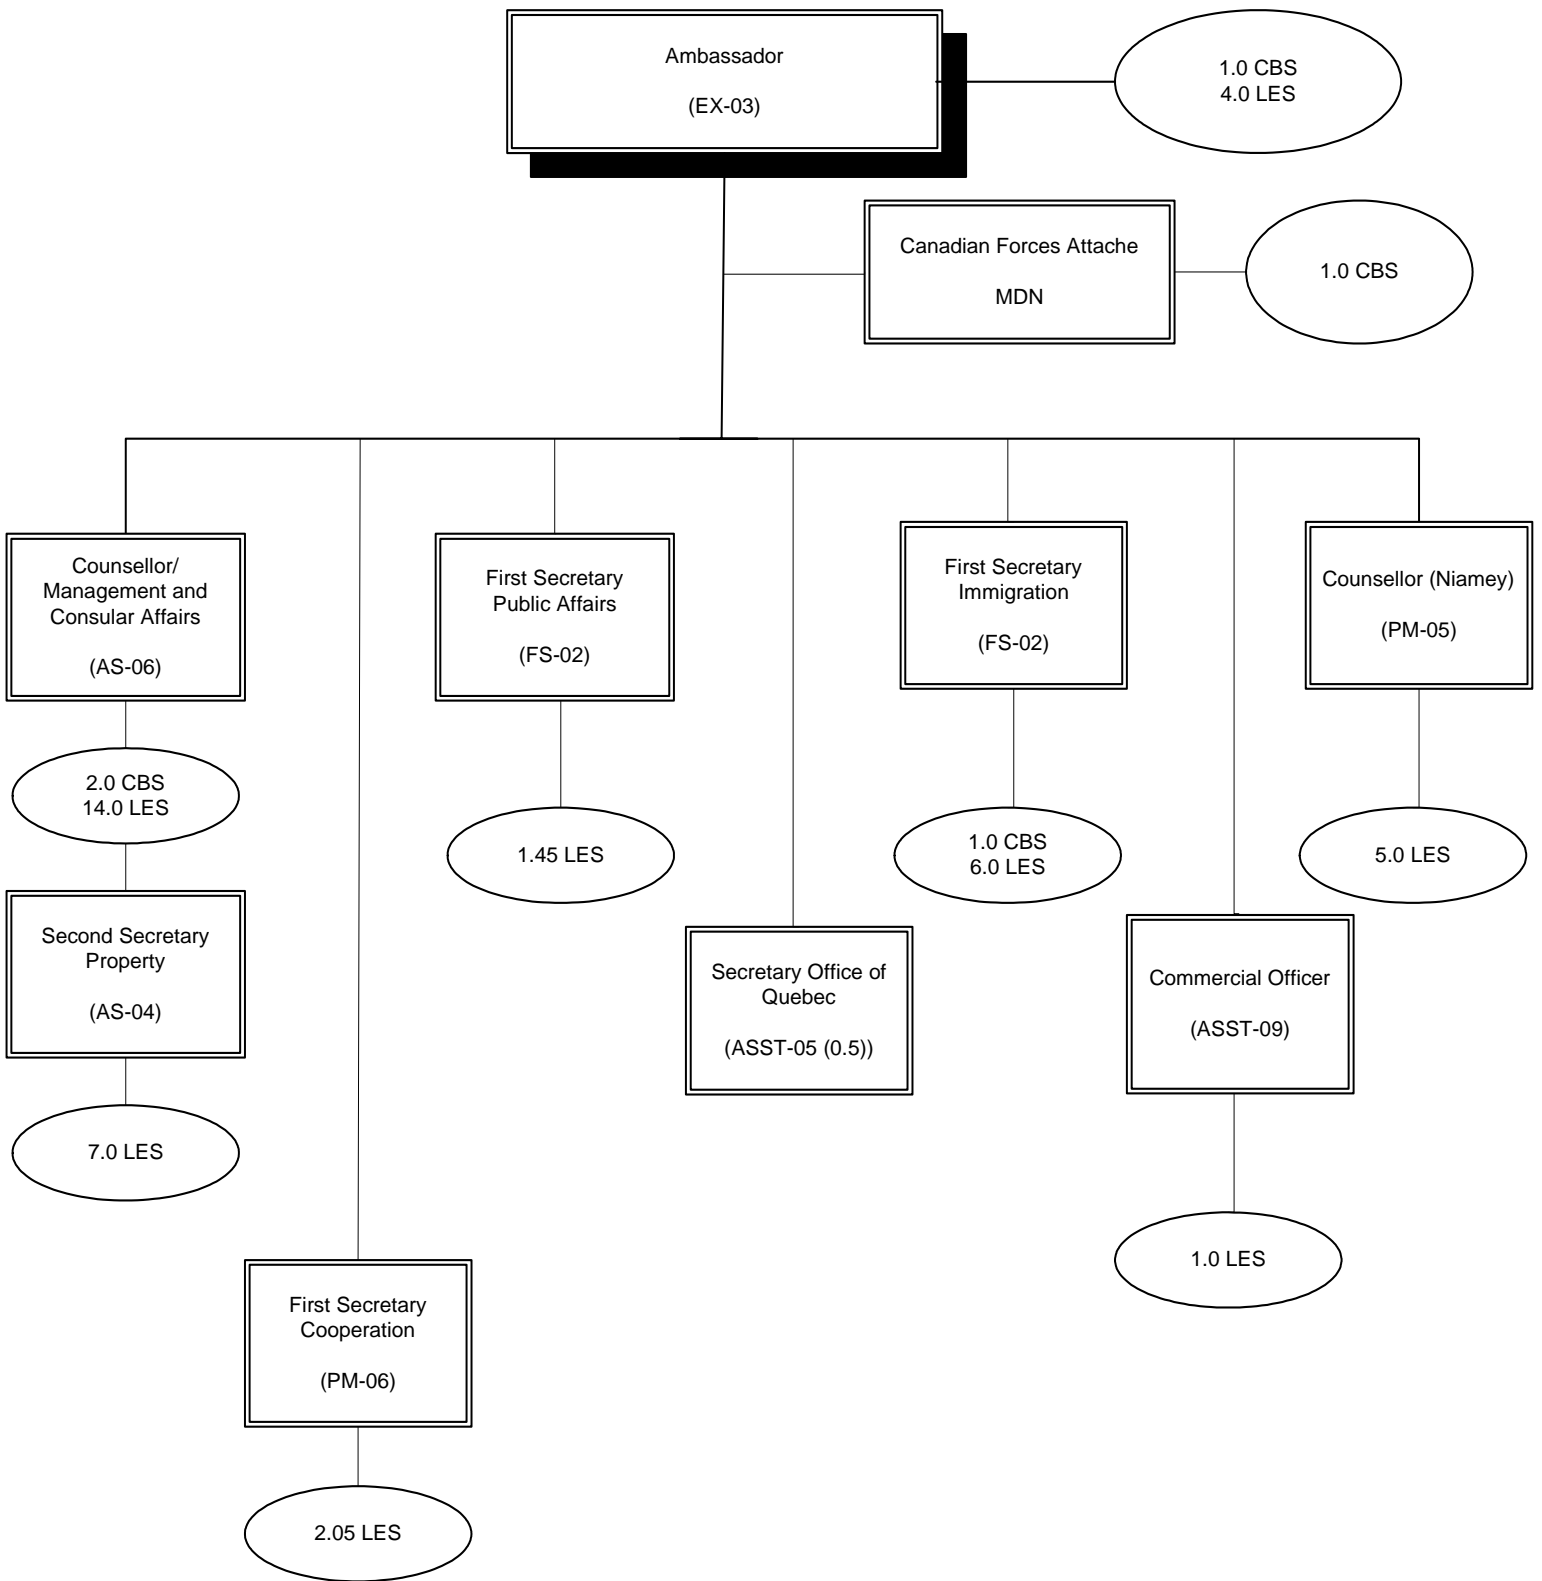 Ambassador
(EX-03)
1.0 CBS
4.0 LES
Canadian Forces Attache
MDN
1.0 CBS
Counsellor/
Management and
Consular Affairs
(AS-06)
First Secretary
Public Affairs
(FS-02)
First Secretary
Immigration
(FS-02)
Counsellor (Niamey)
(PM-05)
2.0 CBS
14.0 LES
1.45 LES
1.0 CBS
6.0 LES
5.0 LES
Second Secretary
Property
(AS-04)
Secretary Office of
Quebec
(ASST-05 (0.5))
Commercial Officer
(ASST-09)
7.0 LES
1.0 LES
First Secretary
Cooperation
(PM-06)
2.05 LES